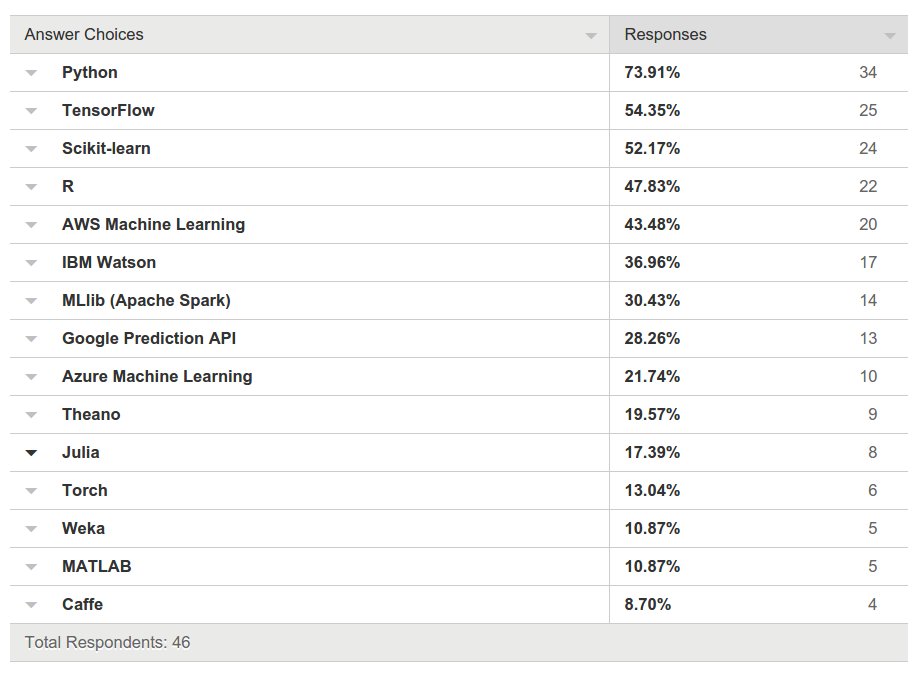 Answer Choices Responses
Python 73.91% 34
TensorFlow 54.35% 25
Scikit-learn 52.17% 24
R 47.83% 22
AWS Machine Learning 43.48% 20
IBM Watson 36.96% 17
MLlib (Apache Spark) 30.43% 14
Google Prediction API 28.26% 13
Azure Machine Learning 21.74% 10
Theano 19.57% 9
Julia 17.39% 8
Torch 13.04% 6
Weka 10.87% 5
MATLAB 10.87% 5
Caffe 8.70% 4
Total Respondents: 46